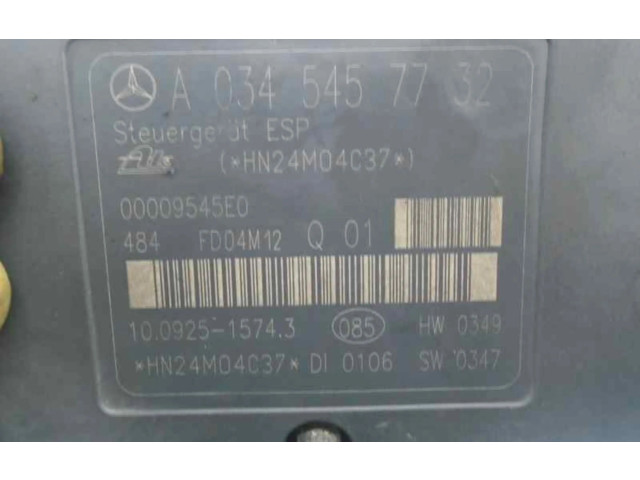 A 034 545 77 32
Steuergerät ESP
ATE (*HN24M04C37*)
00009545E0
484 FD04M12 Q 01
10.0925-1574.3 085 HW 0349
*HN24M04C37* DI 0106 SW 0347